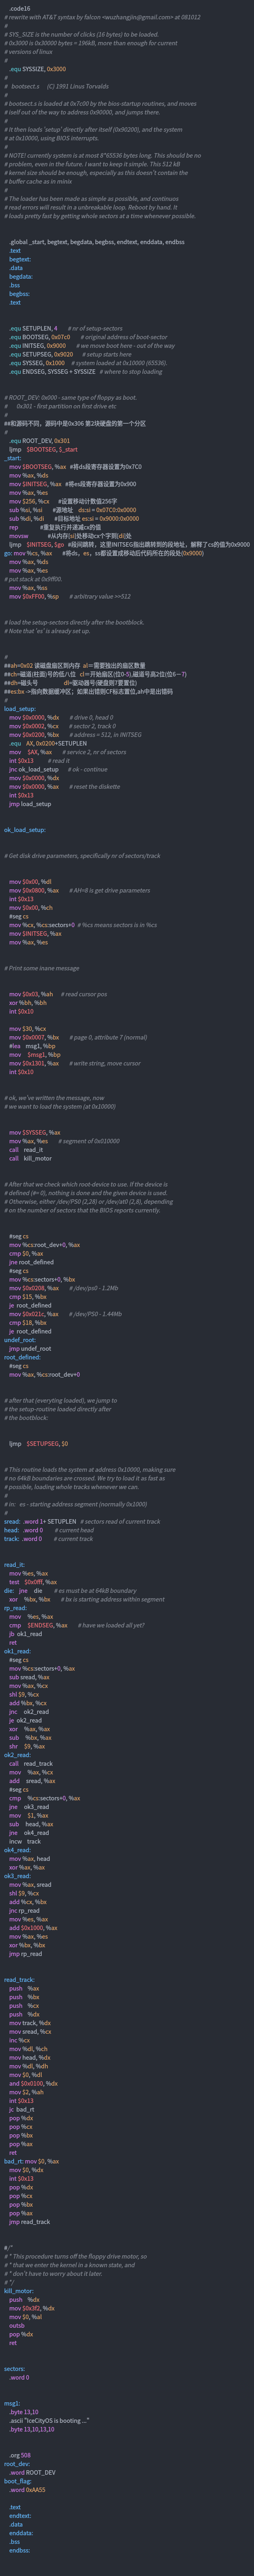 .code16
# rewrite with AT&T syntax by falcon <wuzhangjin@gmail.com> at 081012
#
# SYS_SIZE is the number of clicks (16 bytes) to be loaded.
# 0x3000 is 0x30000 bytes = 196kB, more than enough for current
# versions of linux
#
.equ SYSSIZE, 0x3000
#
# bootsect.s (C) 1991 Linus Torvalds
#
# bootsect.s is loaded at 0x7c00 by the bios-startup routines, and moves
# iself out of the way to address 0x90000, and jumps there.
#
# It then loads 'setup' directly after itself (0x90200), and the system
# at 0x10000, using BIOS interrupts.
#
# NOTE! currently system is at most 8*65536 bytes long. This should be no
# problem, even in the future. I want to keep it simple. This 512 kB
# kernel size should be enough, especially as this doesn't contain the
# buffer cache as in minix
#
# The loader has been made as simple as possible, and continuos
# read errors will result in a unbreakable loop. Reboot by hand. It
# loads pretty fast by getting whole sectors at a time whenever possible.
.global _start, begtext, begdata, begbss, endtext, enddata, endbss
.text
begtext:
.data
begdata:
.bss
begbss:
.text
.equ SETUPLEN, 4 # nr of setup-sectors
.equ BOOTSEG, 0x07c0 # original address of boot-sector
.equ INITSEG, 0x9000 # we move boot here - out of the way
.equ SETUPSEG, 0x9020 # setup starts here
.equ SYSSEG, 0x1000 # system loaded at 0x10000 (65536).
.equ ENDSEG, SYSSEG + SYSSIZE # where to stop loading
# ROOT_DEV: 0x000 - same type of floppy as boot.
# 0x301 - first partition on first drive etc
#
##和源码不同，源码中是0x306 第2块硬盘的第一个分区
#
.equ ROOT_DEV, 0x301
ljmp $BOOTSEG, $_start
_start:
mov $BOOTSEG, %ax #将ds段寄存器设置为0x7C0
mov %ax, %ds
mov $INITSEG, %ax #将es段寄存器设置为0x900
mov %ax, %es
mov $256, %cx #设置移动计数值256字
sub %si, %si #源地址 ds:si = 0x07C0:0x0000
sub %di, %di #目标地址 es:si = 0x9000:0x0000
rep #重复执行并递减cx的值
movsw #从内存[si]处移动cx个字到[di]处
ljmp $INITSEG, $go #段间跳转，这里INITSEG指出跳转到的段地址，解释了cs的值为0x9000
go: mov %cs, %ax #将ds，es，ss都设置成移动后代码所在的段处(0x9000)
mov %ax, %ds
mov %ax, %es
# put stack at 0x9ff00.
mov %ax, %ss
mov $0xFF00, %sp # arbitrary value >>512
# load the setup-sectors directly after the bootblock.
# Note that 'es' is already set up.
#
##ah=0x02 读磁盘扇区到内存 al＝需要独出的扇区数量
##ch=磁道(柱面)号的低八位 cl＝开始扇区(位0-5),磁道号高2位(位6－7)
##dh=磁头号 dl=驱动器号(硬盘则7要置位)
##es:bx ->指向数据缓冲区；如果出错则CF标志置位,ah中是出错码
load_setup:
mov $0x0000, %dx # drive 0, head 0
mov $0x0002, %cx # sector 2, track 0
mov $0x0200, %bx # address = 512, in INITSEG
.equ AX, 0x0200+SETUPLEN
mov $AX, %ax # service 2, nr of sectors
int $0x13 # read it
jnc ok_load_setup # ok - continue
mov $0x0000, %dx
mov $0x0000, %ax # reset the diskette
int $0x13
jmp load_setup
ok_load_setup:
# Get disk drive parameters, specifically nr of sectors/track
mov $0x00, %dl
mov $0x0800, %ax # AH=8 is get drive parameters
int $0x13
mov $0x00, %ch
#seg cs
mov %cx, %cs:sectors+0 # %cs means sectors is in %cs
mov $INITSEG, %ax
mov %ax, %es
# Print some inane message
mov $0x03, %ah # read cursor pos
xor %bh, %bh
int $0x10
mov $30, %cx
mov $0x0007, %bx # page 0, attribute 7 (normal)
#lea msg1, %bp
mov $msg1, %bp
mov $0x1301, %ax # write string, move cursor
int $0x10
# ok, we've written the message, now
# we want to load the system (at 0x10000)
mov $SYSSEG, %ax
mov %ax, %es # segment of 0x010000
call read_it
call kill_motor
# After that we check which root-device to use. If the device is
# defined (#= 0), nothing is done and the given device is used.
# Otherwise, either /dev/PS0 (2,28) or /dev/at0 (2,8), depending
# on the number of sectors that the BIOS reports currently.
#seg cs
mov %cs:root_dev+0, %ax
cmp $0, %ax
jne root_defined
#seg cs
mov %cs:sectors+0, %bx
mov $0x0208, %ax # /dev/ps0 - 1.2Mb
cmp $15, %bx
je root_defined
mov $0x021c, %ax # /dev/PS0 - 1.44Mb
cmp $18, %bx
je root_defined
undef_root:
jmp undef_root
root_defined:
#seg cs
mov %ax, %cs:root_dev+0
# after that (everyting loaded), we jump to
# the setup-routine loaded directly after
# the bootblock:
ljmp $SETUPSEG, $0
# This routine loads the system at address 0x10000, making sure
# no 64kB boundaries are crossed. We try to load it as fast as
# possible, loading whole tracks whenever we can.
#
# in: es - starting address segment (normally 0x1000)
#
sread: .word 1+ SETUPLEN # sectors read of current track
head: .word 0 # current head
track: .word 0 # current track
read_it:
mov %es, %ax
test $0x0fff, %ax
die: jne die # es must be at 64kB boundary
xor %bx, %bx # bx is starting address within segment
rp_read:
mov %es, %ax
cmp $ENDSEG, %ax # have we loaded all yet?
jb ok1_read
ret
ok1_read:
#seg cs
mov %cs:sectors+0, %ax
sub sread, %ax
mov %ax, %cx
shl $9, %cx
add %bx, %cx
jnc ok2_read
je ok2_read
xor %ax, %ax
sub %bx, %ax
shr $9, %ax
ok2_read:
call read_track
mov %ax, %cx
add sread, %ax
#seg cs
cmp %cs:sectors+0, %ax
jne ok3_read
mov $1, %ax
sub head, %ax
jne ok4_read
incw track
ok4_read:
mov %ax, head
xor %ax, %ax
ok3_read:
mov %ax, sread
shl $9, %cx
add %cx, %bx
jnc rp_read
mov %es, %ax
add $0x1000, %ax
mov %ax, %es
xor %bx, %bx
jmp rp_read
read_track:
push %ax
push %bx
push %cx
push %dx
mov track, %dx
mov sread, %cx
inc %cx
mov %dl, %ch
mov head, %dx
mov %dl, %dh
mov $0, %dl
and $0x0100, %dx
mov $2, %ah
int $0x13
jc bad_rt
pop %dx
pop %cx
pop %bx
pop %ax
ret
bad_rt: mov $0, %ax
mov $0, %dx
int $0x13
pop %dx
pop %cx
pop %bx
pop %ax
jmp read_track
#/*
# * This procedure turns off the floppy drive motor, so
# * that we enter the kernel in a known state, and
# * don't have to worry about it later.
# */
kill_motor:
push %dx
mov $0x3f2, %dx
mov $0, %al
outsb
pop %dx
ret
sectors:
.word 0
msg1:
.byte 13,10
.ascii "IceCityOS is booting ..."
.byte 13,10,13,10
.org 508
root_dev:
.word ROOT_DEV
boot_flag:
.word 0xAA55
.text
endtext:
.data
enddata:
.bss
endbss: